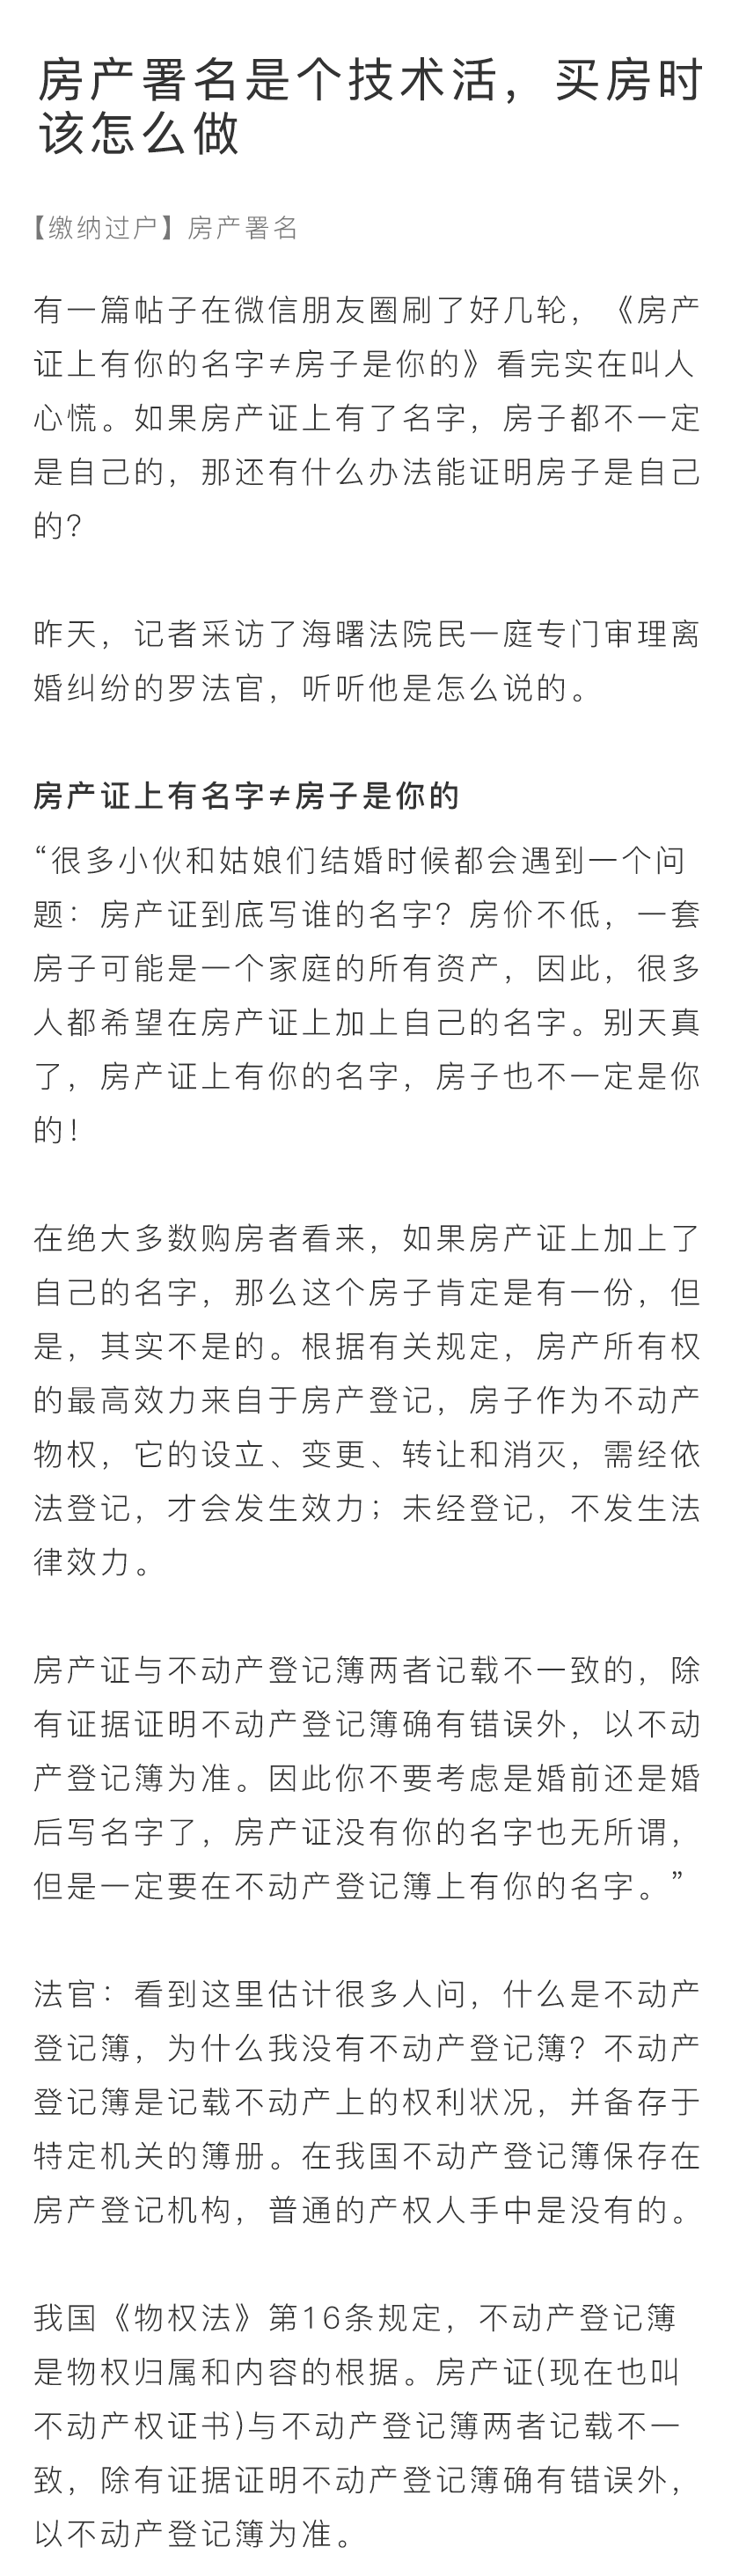 房产署名是个技术活，买房时
该怎么做
【缴纳过户】房产署名
有一篇帖子在微信朋友圈刷了好几轮，《房产
证上有你的名字≠房子是你的》看完实在叫人
心慌。如果房产证上有了名字，房子都不一定
是自己的，那还有什么办法能证明房子是自己
的？
昨天，记者采访了海曙法院民一庭专门审理离
婚纠纷的罗法官，听听他是怎么说的。
房产证上有名字≠房子是你的
“很多小伙和姑娘们结婚时候都会遇到一个问
题：房产证到底写谁的名字？房价不低，一套
房子可能是一个家庭的所有资产，因此，很多
人都希望在房产证上加上自己的名字。别天真
了，房产证上有你的名字，房子也不一定是你
的！
在绝大多数购房者看来，如果房产证上加上了
自己的名字，那么这个房子肯定是有一份，但
是，其实不是的。根据有关规定，房产所有权
的最高效力来自于房产登记，房子作为不动产
物权，它的设立、变更、转让和消灭，需经依
法登记，才会发生效力；未经登记，不发生法
律效力。
房产证与不动产登记簿两者记载不一致的，除
有证据证明不动产登记簿确有错误外，以不动
产登记簿为准。因此你不要考虑是婚前还是婚
后写名字了，房产证没有你的名字也无所谓，
但是一定要在不动产登记簿上有你的名字。”
法官：看到这里估计很多人问，什么是不动产
登记簿，为什么我没有不动产登记簿？不动产
登记簿是记载不动产上的权利状况，并备存于
特定机关的簿册。在我国不动产登记簿保存在
房产登记机构，普通的产权人手中是没有的。
我国《物权法》第16条规定，不动产登记簿
是物权归属和内容的根据。房产证(现在也叫
不动产权证书)与不动产登记簿两者记载不一
致，除有证据证明不动产登记簿确有错误外，
以不动产登记簿为准。